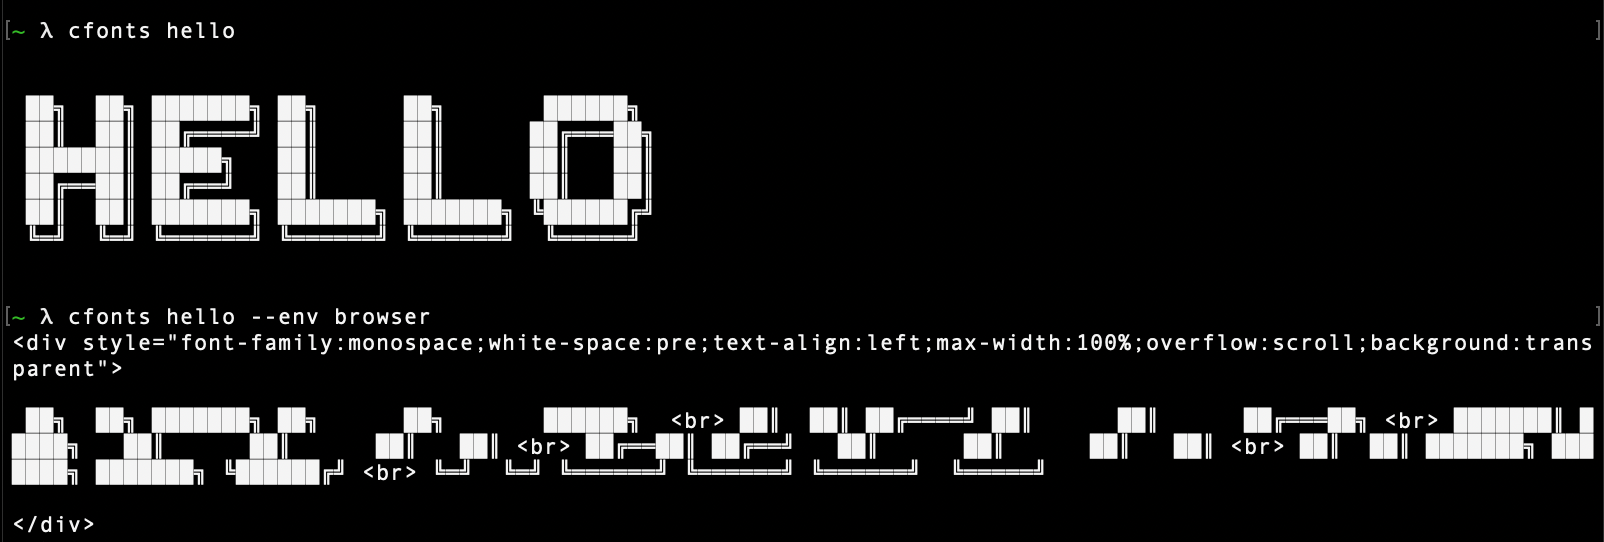 [~ λ cfonts hello ]
 ██╗  ██╗ ███████╗ ██╗      ██╗       ██████╗
 ██║  ██║ ██╔════╝ ██║      ██║      ██╔═══██╗
 ███████║ █████╗   ██║      ██║      ██║   ██║
 ██╔══██║ ██╔══╝   ██║      ██║      ██║   ██║
 ██║  ██║ ███████╗ ███████╗ ███████╗ ╚██████╔╝
 ╚═╝  ╚═╝ ╚══════╝ ╚══════╝ ╚══════╝  ╚═════╝
[~ λ cfonts hello --env browser ]
<div style="font-family:monospace;white-space:pre;text-align:left;max-width:100%;overflow:scroll;background:trans
parent">
 ██╗  ██╗ ███████╗ ██╗      ██╗       ██████╗  <br> ██║  ██║ ██╔═════╝ ██║      ██║      ██╔═══██╗ <br> ███████║ █
████╗   ██║      ██║      ██║   ██║ <br> ██╔══██║ ██╔══╝   ██║      ██║      ██║   ██║ <br> ██║  ██║ ███████╗ ███
████╗ ███████╗ ╚██████╔╝ <br> ╚═╝  ╚═╝ ╚══════╝ ╚══════╝ ╚══════╝  ╚═════╝
</div>